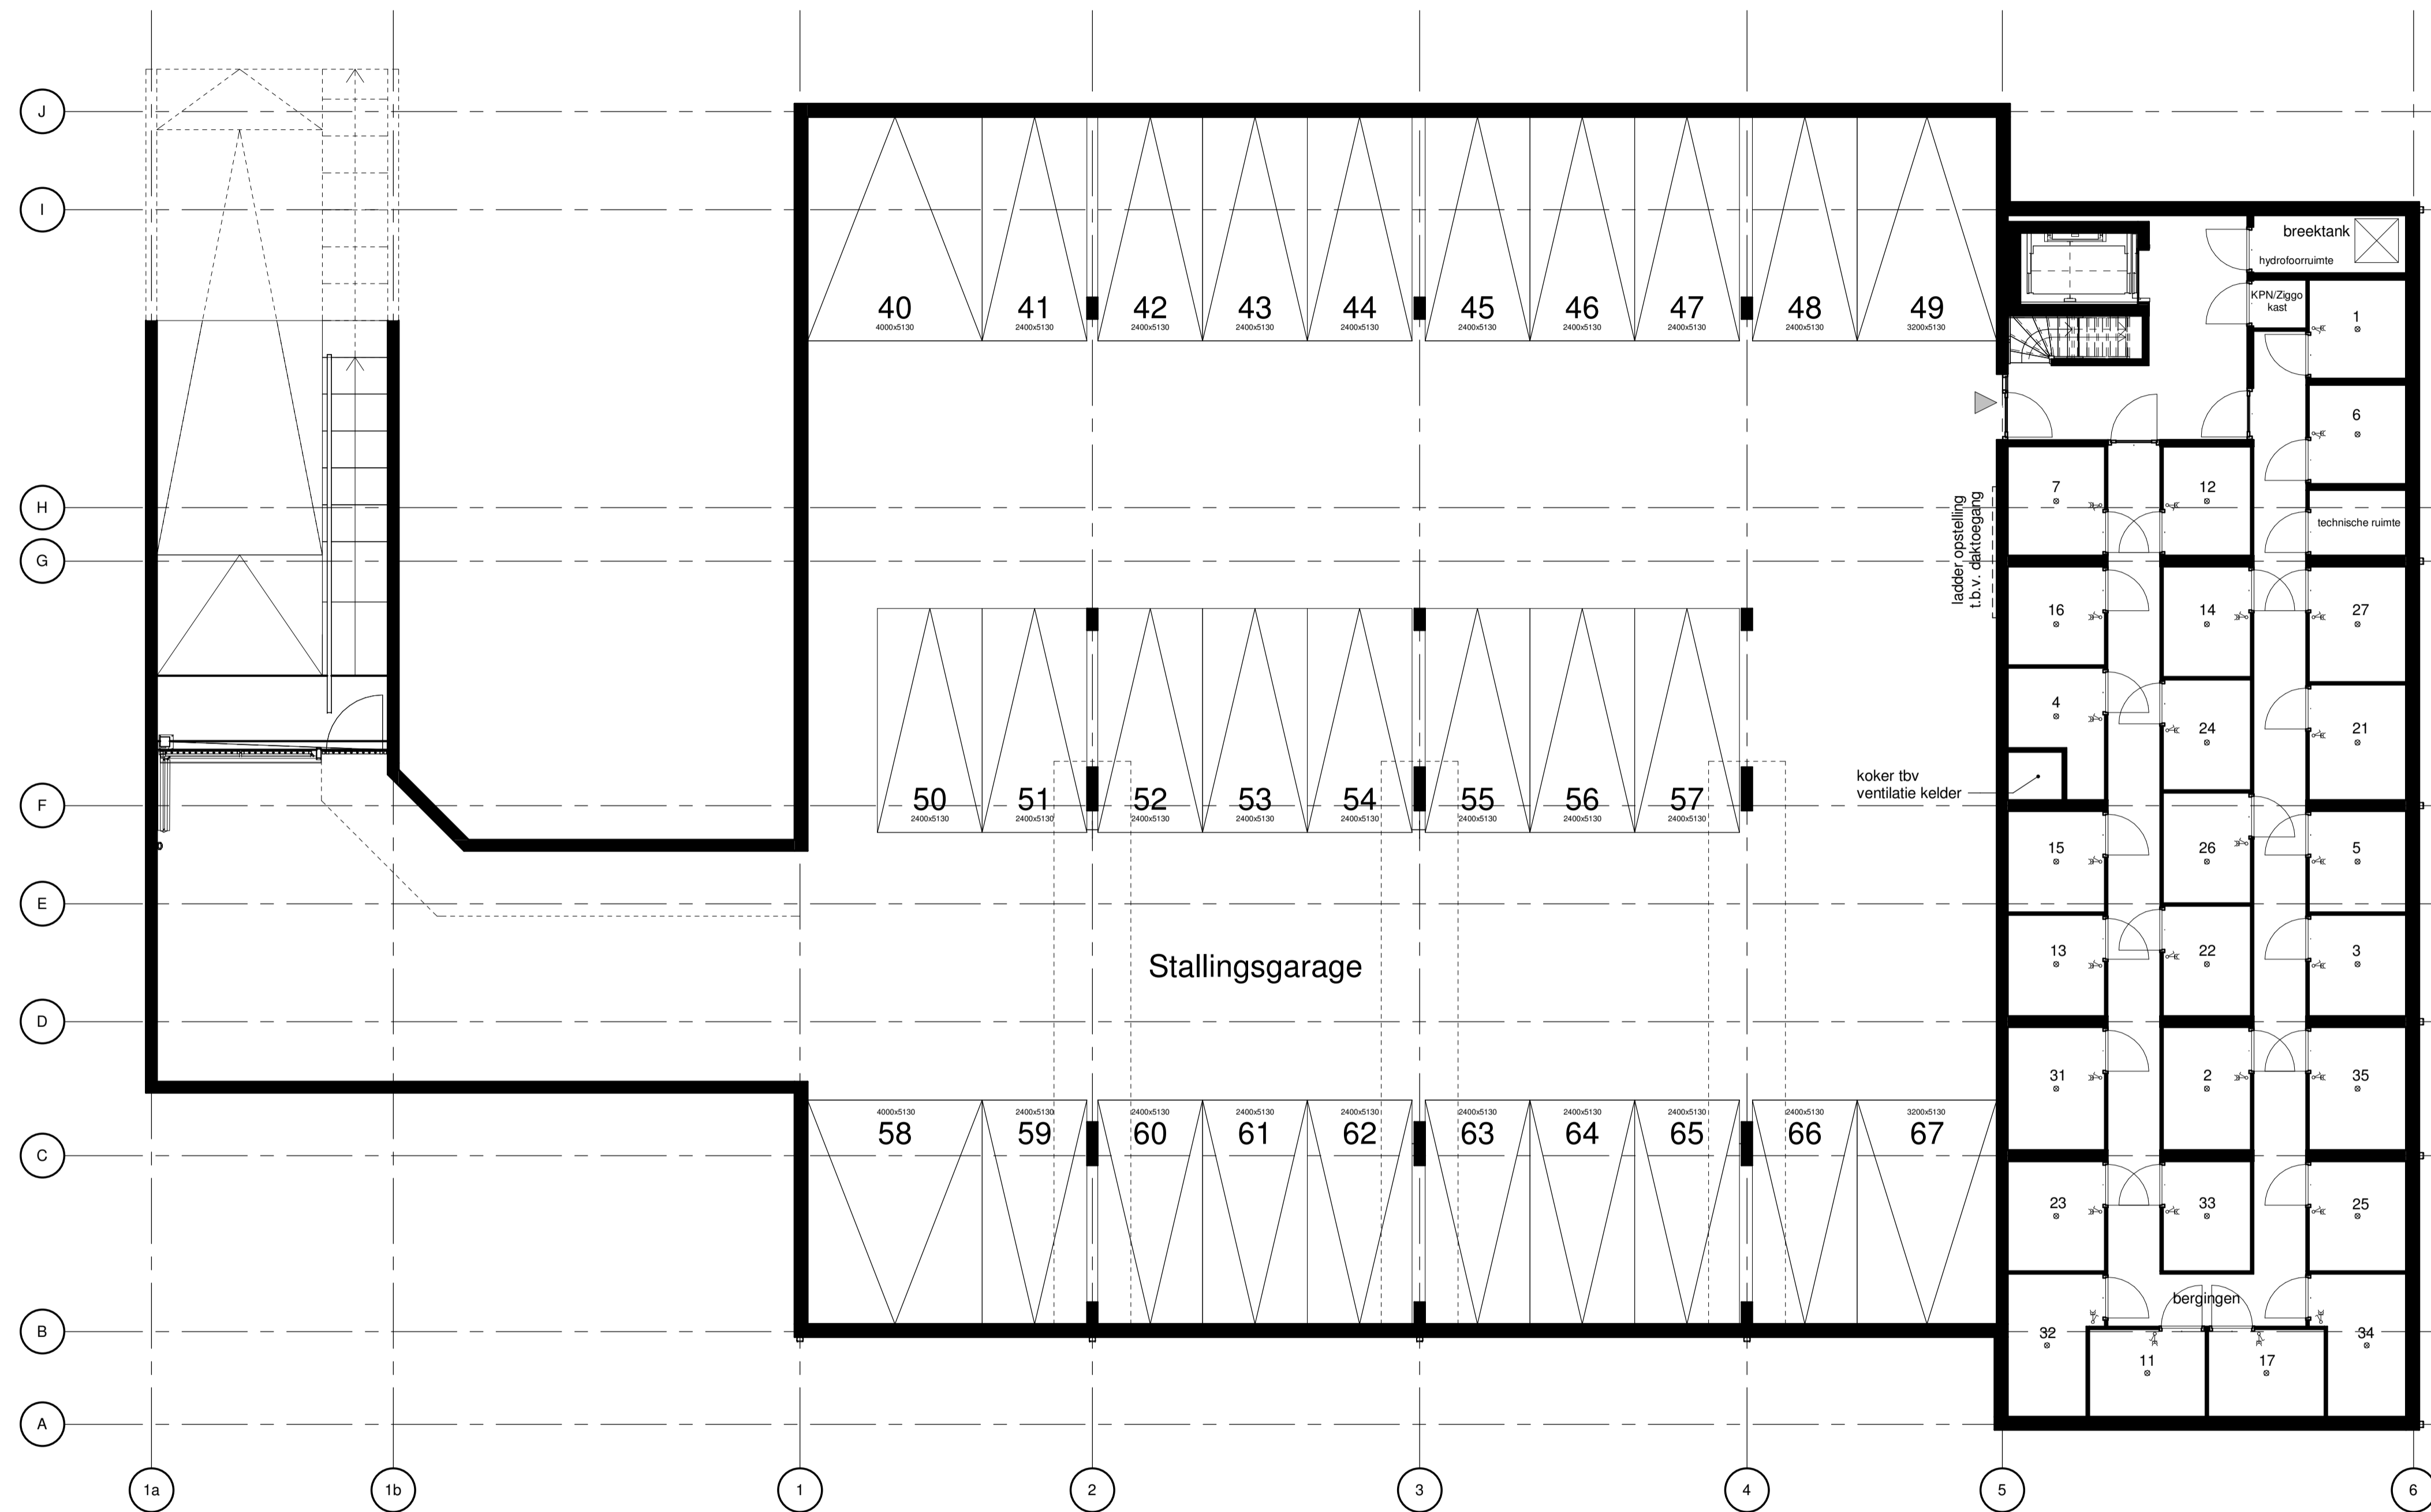 J
I
H
G
F
E
D
C
B
A
1a
1b
1
2
3
4
5
6
40
4000x5130
41
2400x5130
42
2400x5130
43
2400x5130
44
2400x5130
45
2400x5130
46
2400x5130
47
2400x5130
48
2400x5130
49
3200x5130
50
2400x5130
51
2400x5130
52
2400x5130
53
2400x5130
54
2400x5130
55
2400x5130
56
2400x5130
57
2400x5130
Stallingsgarage
4000x5130
58
2400x5130
59
2400x5130
60
2400x5130
61
2400x5130
62
2400x5130
63
2400x5130
64
2400x5130
65
2400x5130
66
3200x5130
67
ladder opstelling
t.b.v. daktoegang
koker tbv
ventilatie kelder
breektank
hydrofoorruimte
KPN/Ziggo
kast
1
6
7
12
technische ruimte
16
14
27
4
24
21
15
26
5
13
22
3
31
2
35
23
33
25
bergingen
32
34
11
17